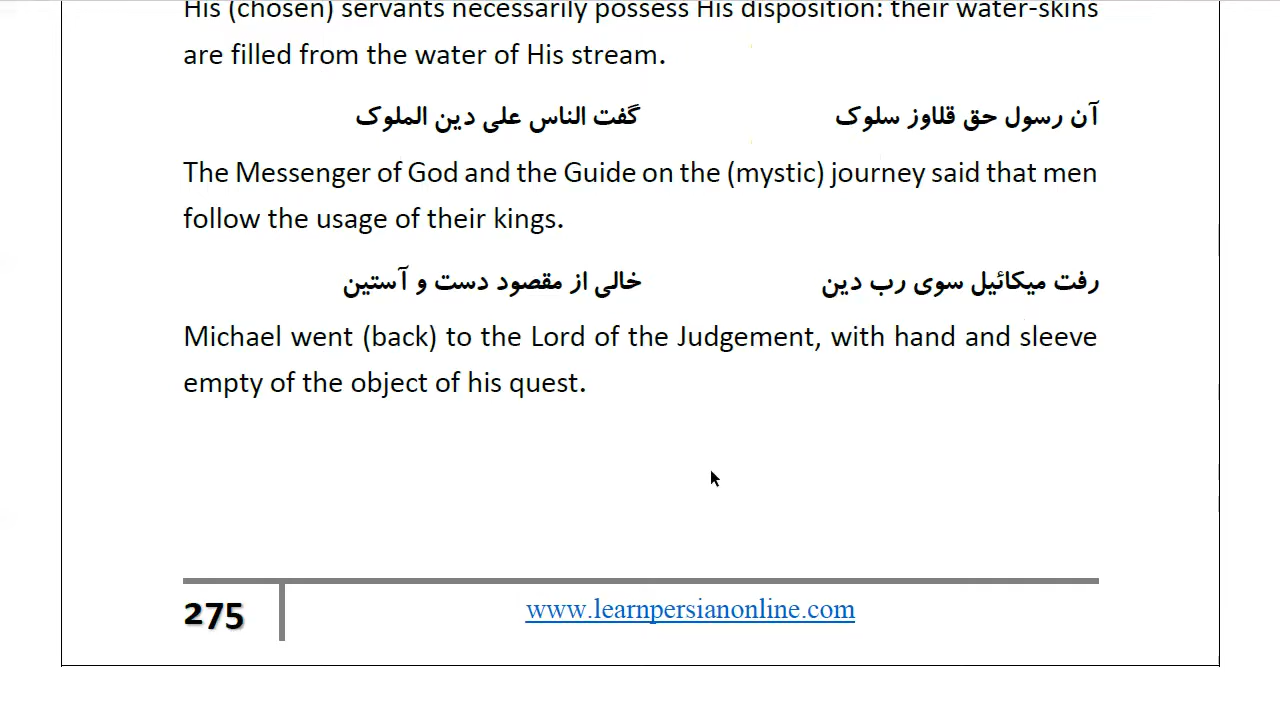 His (chosen) servants necessarily possess His disposition: their water-skins
are filled from the water of His stream.
آن رسول حق قلاوز سلوک گفت الناس علی دین الملوک
The Messenger of God and the Guide on the (mystic) journey said that men
follow the usage of their kings.
رفت میکائیل سوی رب دین خالی از مقصود دست و آستین
Michael went (back) to the Lord of the Judgement, with hand and sleeve
empty of the object of his quest.
275 www.learnpersianonline.com